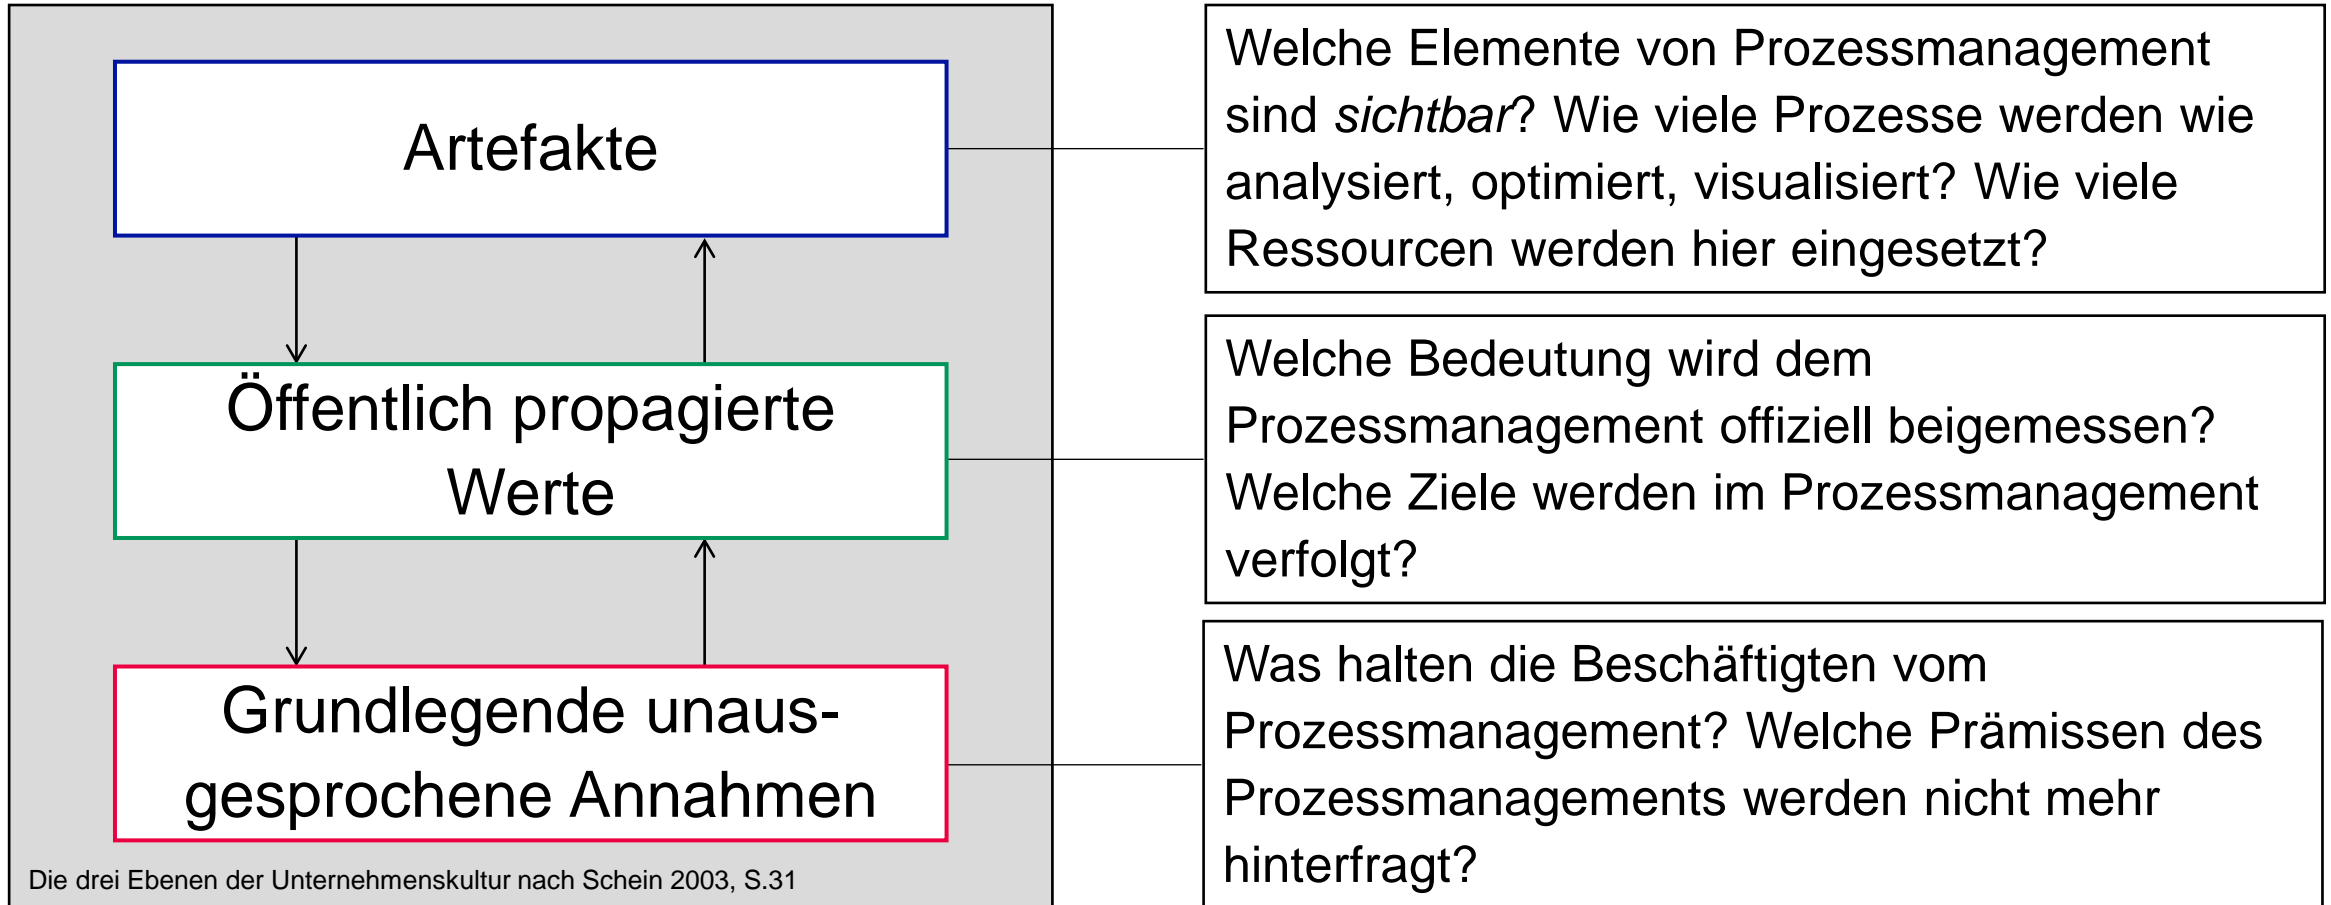 Artefakte
Welche Elemente von Prozessmanagement
sind sichtbar? Wie viele Prozesse werden wie
analysiert, optimiert, visualisiert? Wie viele
Ressourcen werden hier eingesetzt?
Öffentlich propagierte
Werte
Welche Bedeutung wird dem
Prozessmanagement offiziell beigemessen?
Welche Ziele werden im Prozessmanagement
verfolgt?
Grundlegende unaus-
gesprochene Annahmen
Was halten die Beschäftigten vom
Prozessmanagement? Welche Prämissen des
Prozessmanagements werden nicht mehr
hinterfragt?
Die drei Ebenen der Unternehmenskultur nach Schein 2003, S.31